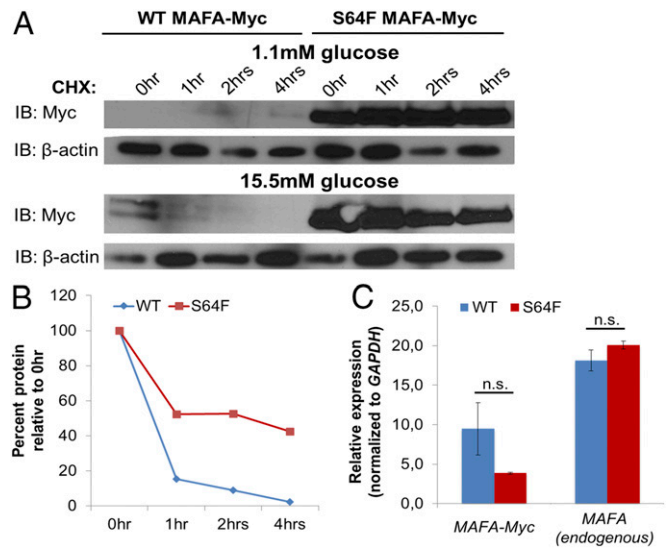 A
WT MAFA-Myc
S64F MAFA-Myc
1.1mM glucose
CHX: 0hr 1hr 2hrs 4hrs 0hr 1hr 2hrs 4hrs
IB: Myc
IB: β-actin
15.5mM glucose
IB: Myc
IB: β-actin
B
WT S64F
Percent protein
relative to 0hr
120
100
80
60
40
20
0
0hr 1hr 2hrs 4hrs
C
WT S64F
Relative expression
(normalized to GAPDH)
25,0
20,0
15,0
10,0
5,0
0,0
n.s.
n.s.
MAFA-Myc
MAFA
(endogenous)